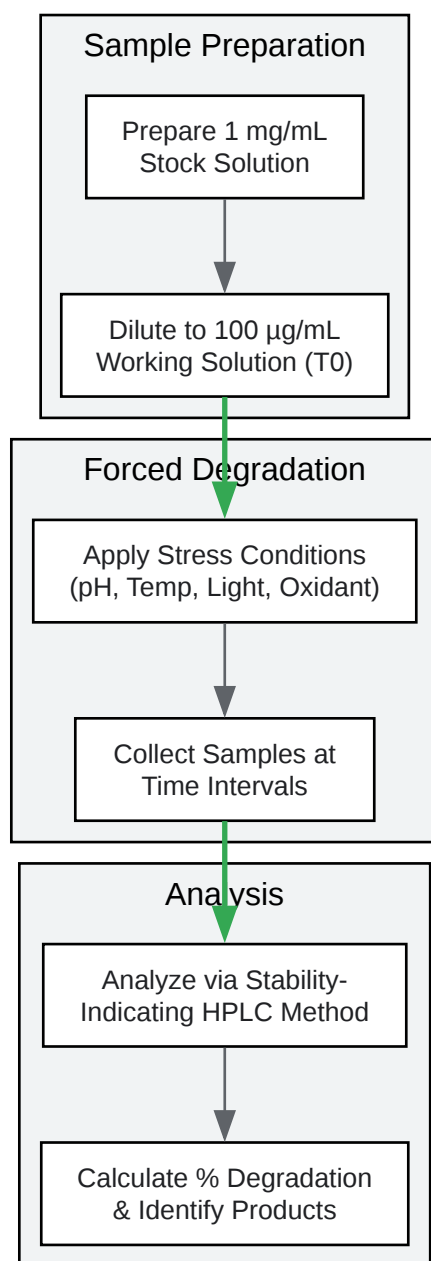 Sample Preparation
Prepare 1 mg/mL
Stock Solution
Dilute to 100 µg/mL
Working Solution (T0)
Forced Degradation
Apply Stress Conditions
(pH, Temp, Light, Oxidant)
Collect Samples at
Time Intervals
Analysis
Analyze via Stability-
Indicating HPLC Method
Calculate % Degradation
& Identify Products